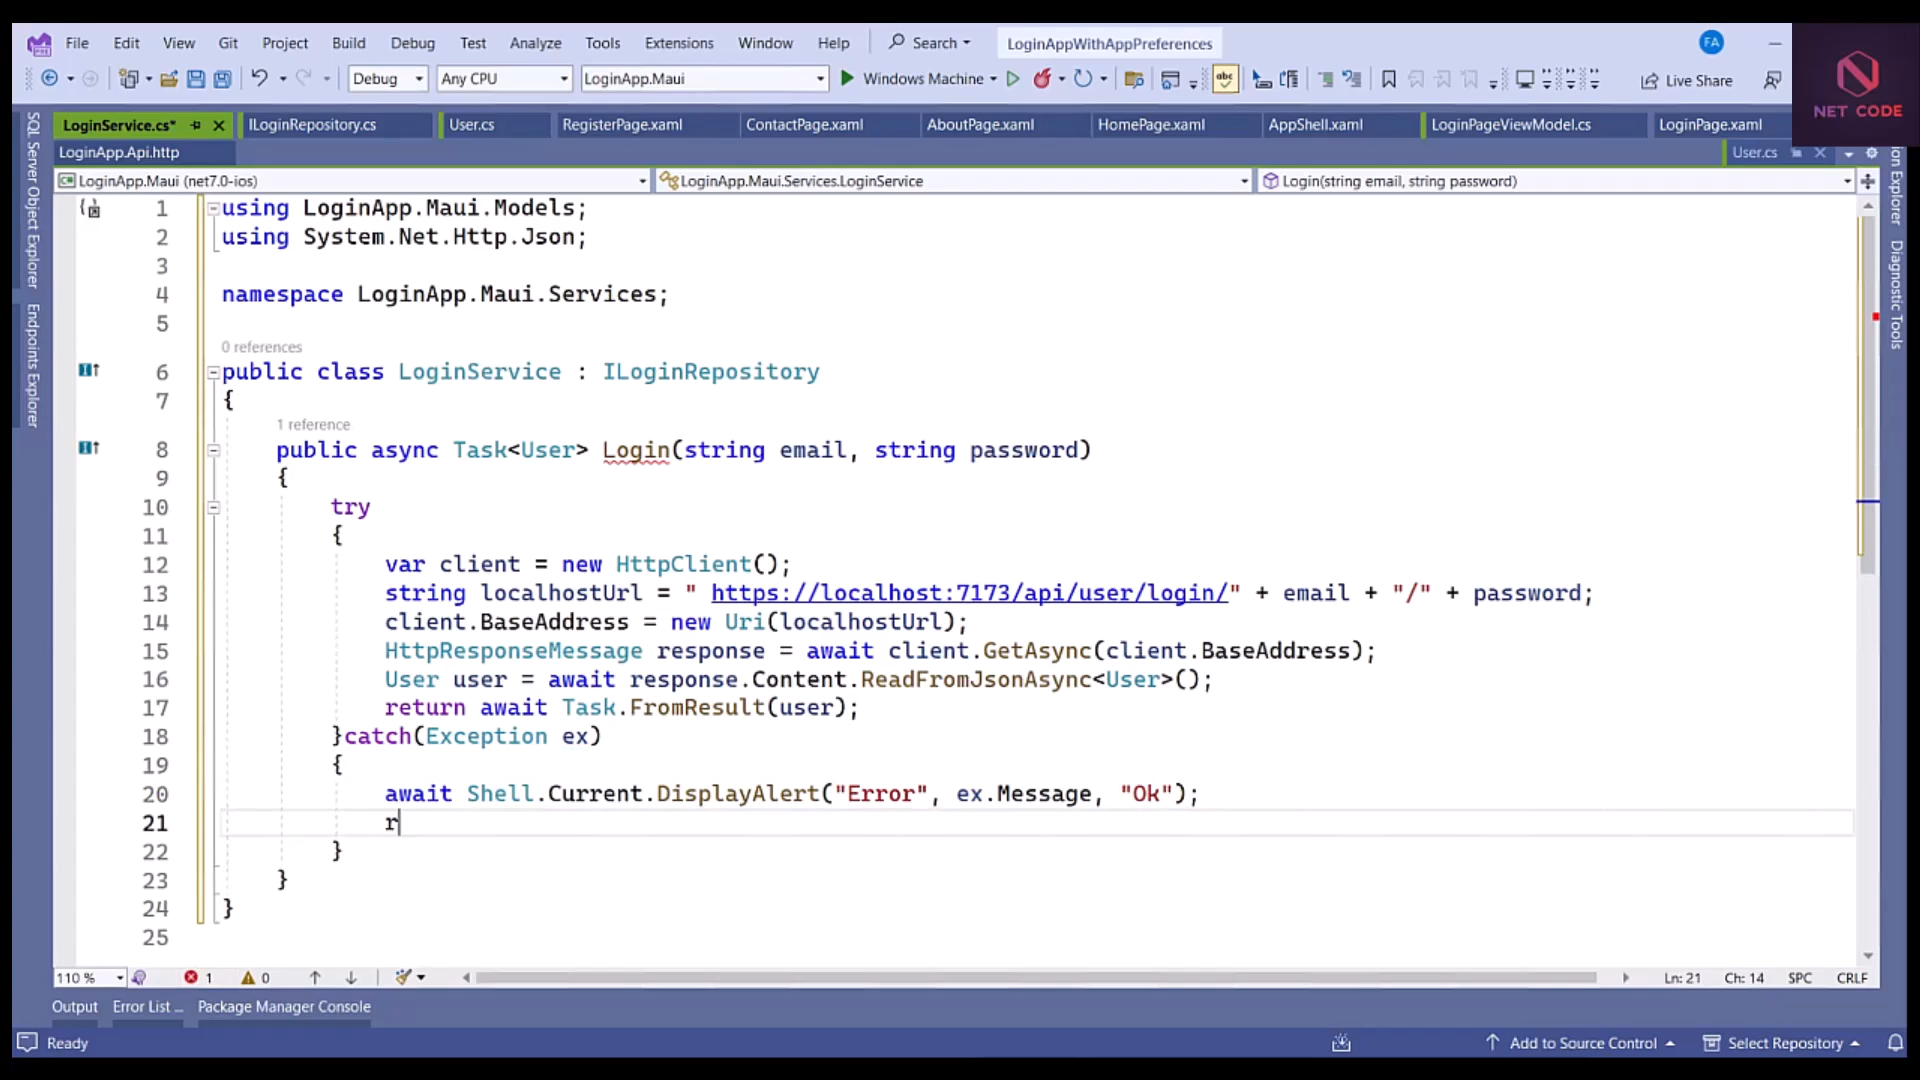 File Edit View Git Project Build Debug Test Analyze Tools Extensions Window Help Search LoginAppWithAppPreferences FA
Debug Any CPU LoginApp.Maui Windows Machine Live Share
NET CODE
LoginService.cs* ILoginRepository.cs User.cs RegisterPage.xaml ContactPage.xaml AboutPage.xaml HomePage.xaml AppShell.xaml LoginPageViewModel.cs LoginPage.xaml
LoginApp.Api.http User.cs
LoginApp.Maui (net7.0-ios) LoginApp.Maui.Services.LoginService Login(string email, string password)
SQL Server Object Explorer
Endpoints Explorer
Diagnostic Tools
1 using LoginApp.Maui.Models;
2 using System.Net.Http.Json;
3
4 namespace LoginApp.Maui.Services;
5
0 references
6 public class LoginService : ILoginRepository
7 {
1 reference
8 public async Task<User> Login(string email, string password)
9 {
10 try
11 {
12 var client = new HttpClient();
13 string localhostUrl = " https://localhost:7173/api/user/login/" + email + "/" + password;
14 client.BaseAddress = new Uri(localhostUrl);
15 HttpResponseMessage response = await client.GetAsync(client.BaseAddress);
16 User user = await response.Content.ReadFromJsonAsync<User>();
17 return await Task.FromResult(user);
18 }catch(Exception ex)
19 {
20 await Shell.Current.DisplayAlert("Error", ex.Message, "Ok");
21 r
22 }
23 }
24 }
25
110 % 1 0 Ln: 21 Ch: 14 SPC CRLF
Output Error List ... Package Manager Console
Ready Add to Source Control Select Repository